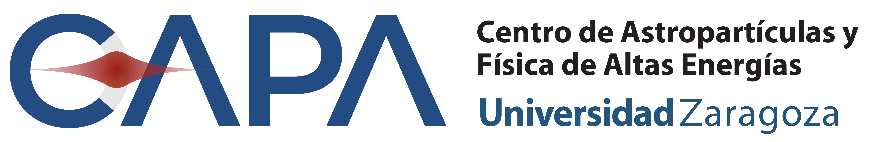 CAPA
Centro de Astropartículas y
Física de Altas Energías
Universidad Zaragoza